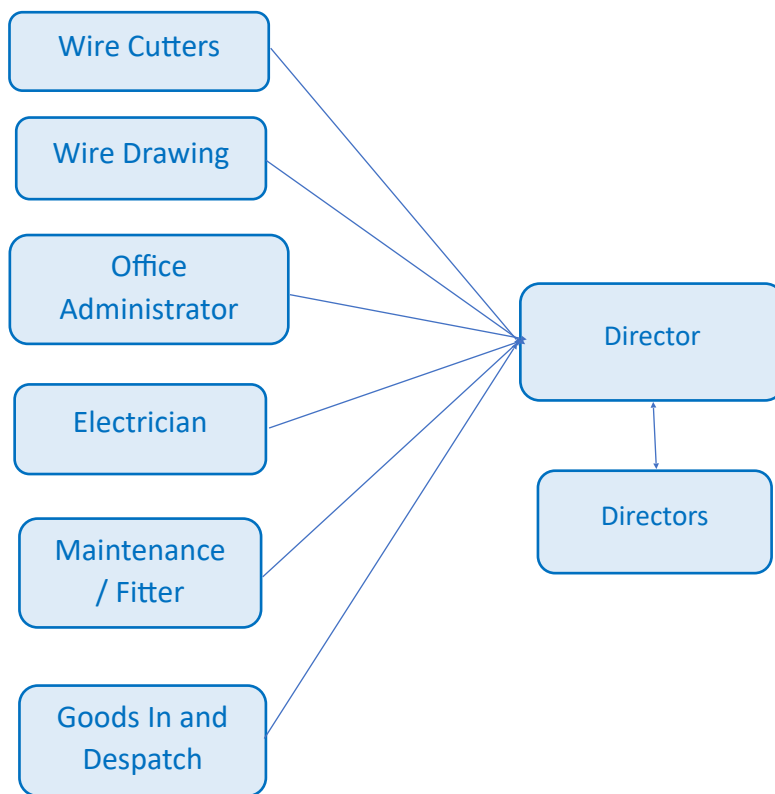 Wire Cutters
Wire Drawing
Office
Administrator
Electrician
Maintenance
/ Fitter
Goods In and
Despatch
Director
Directors